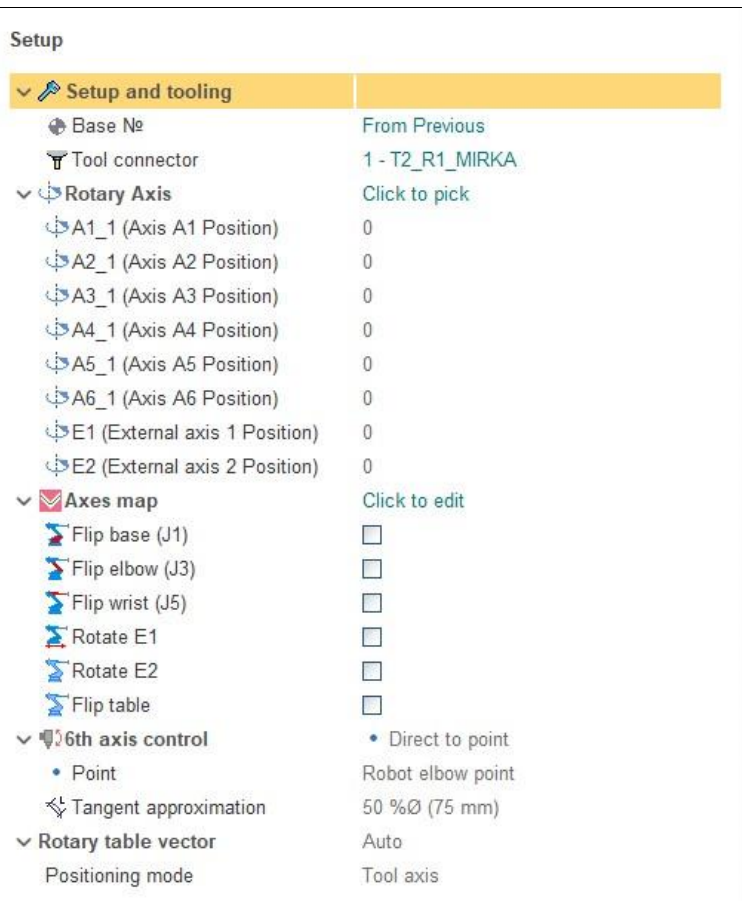 Setup
Setup and tooling
Base № From Previous
Tool connector 1 - T2_R1_MIRKA
Rotary Axis Click to pick
A1_1 (Axis A1 Position) 0
A2_1 (Axis A2 Position) 0
A3_1 (Axis A3 Position) 0
A4_1 (Axis A4 Position) 0
A5_1 (Axis A5 Position) 0
A6_1 (Axis A6 Position) 0
E1 (External axis 1 Position) 0
E2 (External axis 2 Position) 0
Axes map Click to edit
Flip base (J1)
Flip elbow (J3)
Flip wrist (J5)
Rotate E1
Rotate E2
Flip table
6th axis control • Direct to point
• Point Robot elbow point
Tangent approximation 50 %Ø (75 mm)
Rotary table vector Auto
Positioning mode Tool axis